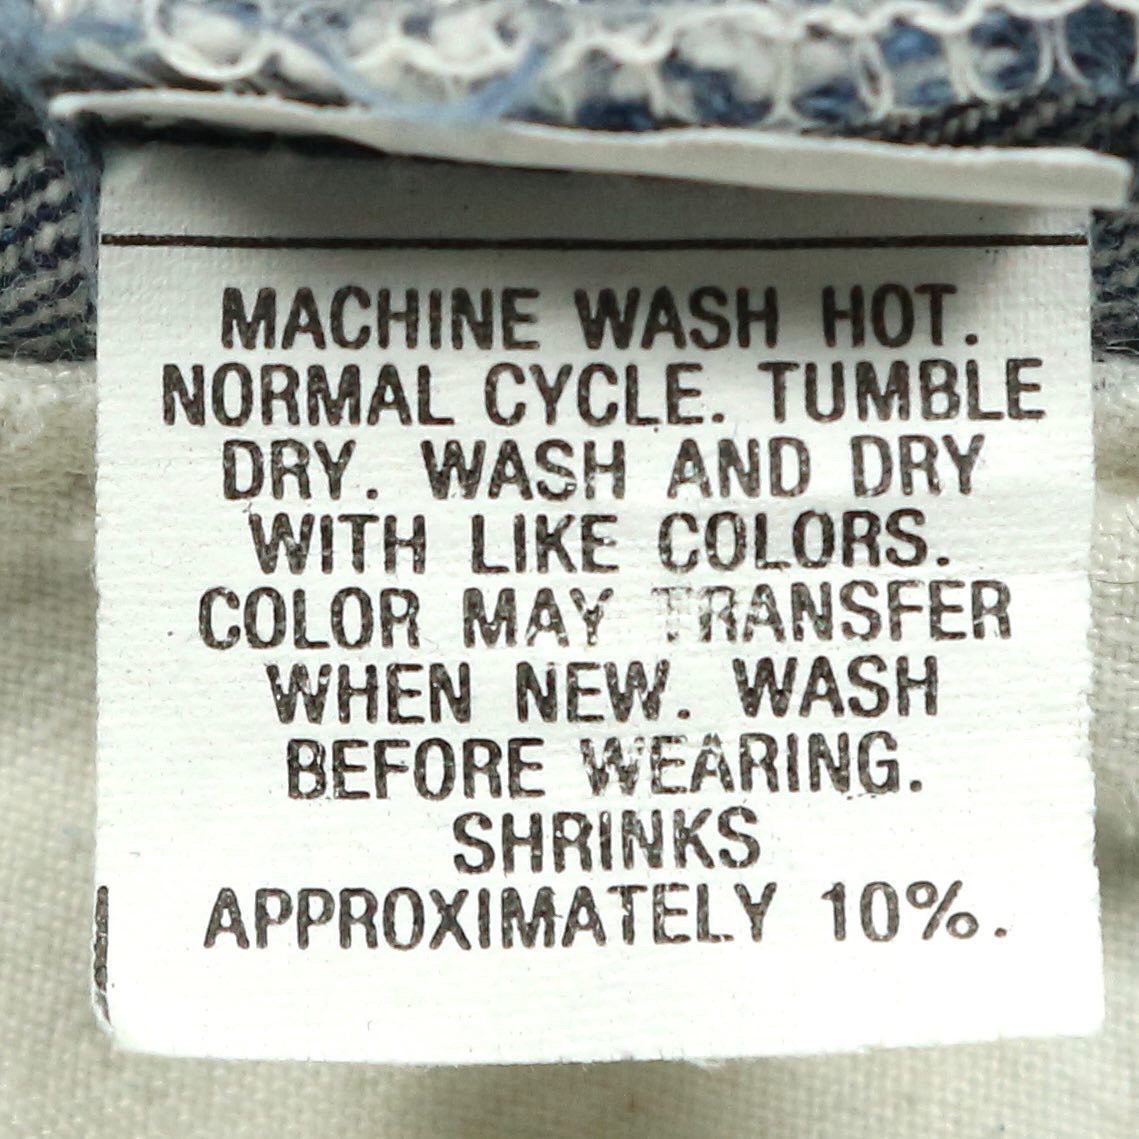 MACHINE WASH HOT.
NORMAL CYCLE. TUMBLE
DRY. WASH AND DRY
WITH LIKE COLORS.
COLOR MAY TRANSFER
WHEN NEW. WASH
BEFORE WEARING.
SHRINKS
APPROXIMATELY 10%.